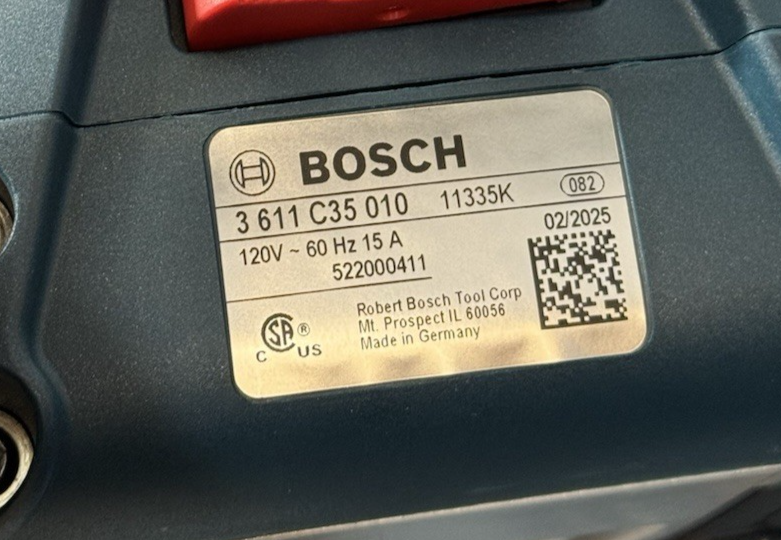 BOSCH
3 611 C35 010 11335K 082
120V ~ 60 Hz 15 A 02/2025
522000411
CSA ®
C US
Robert Bosch Tool Corp
Mt. Prospect IL 60056
Made in Germany